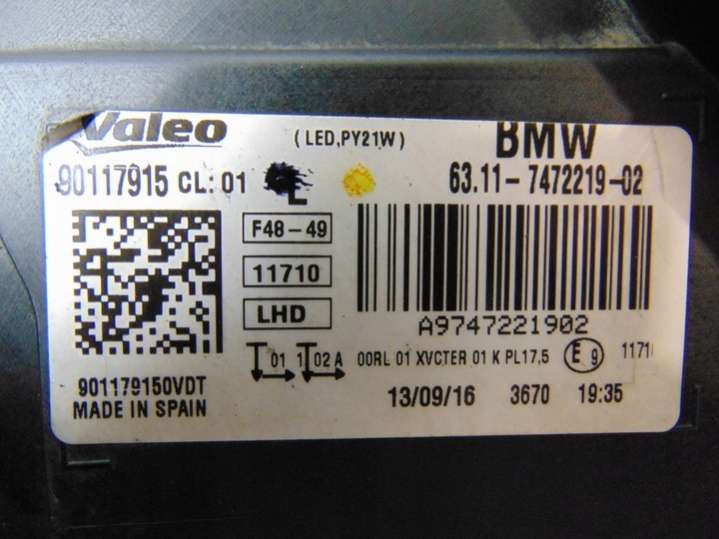 Valeo
(LED,PY21W)
BMW
90117915 CL: 01
L
63.11-7472219-02
F48-49
11710
LHD
A9747221902
01 1 02 A
00RL 01 XVCTER 01 K PL17,5
E 9
1171
901179150VDT
MADE IN SPAIN
13/09/16 3670 19:35